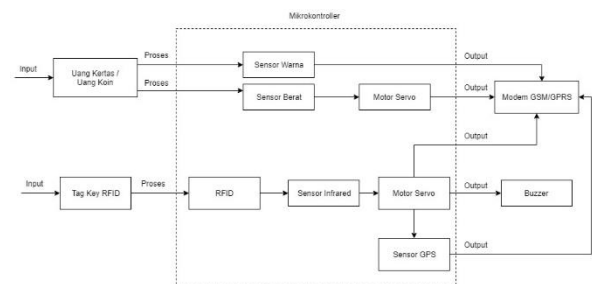 Mikrokontroller
Input
Uang Kertas /
Uang Koin
Proses
Proses
Sensor Warna
Output
Sensor Berat
Motor Servo
Output
Modem GSM/GPRS
Output
Input
Tag Key RFID
Proses
RFID
Sensor Infrared
Motor Servo
Output
Buzzer
Sensor GPS
Output